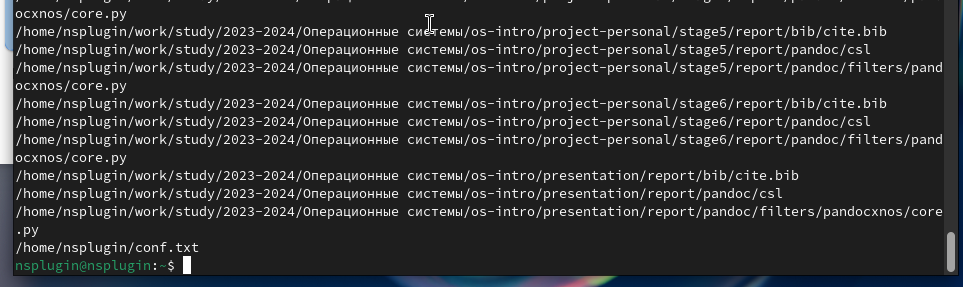 ocxnos/core.py
/home/nsplugin/work/study/2023-2024/Операционные системы/os-intro/project-personal/stage5/report/bib/cite.bib
/home/nsplugin/work/study/2023-2024/Операционные системы/os-intro/project-personal/stage5/report/pandoc/csl
/home/nsplugin/work/study/2023-2024/Операционные системы/os-intro/project-personal/stage5/report/pandoc/filters/pand
ocxnos/core.py
/home/nsplugin/work/study/2023-2024/Операционные системы/os-intro/project-personal/stage6/report/bib/cite.bib
/home/nsplugin/work/study/2023-2024/Операционные системы/os-intro/project-personal/stage6/report/pandoc/csl
/home/nsplugin/work/study/2023-2024/Операционные системы/os-intro/project-personal/stage6/report/pandoc/filters/pand
ocxnos/core.py
/home/nsplugin/work/study/2023-2024/Операционные системы/os-intro/presentation/report/bib/cite.bib
/home/nsplugin/work/study/2023-2024/Операционные системы/os-intro/presentation/report/pandoc/csl
/home/nsplugin/work/study/2023-2024/Операционные системы/os-intro/presentation/report/pandoc/filters/pandocxnos/core
.py
/home/nsplugin/conf.txt
nsplugin@nsplugin:~$